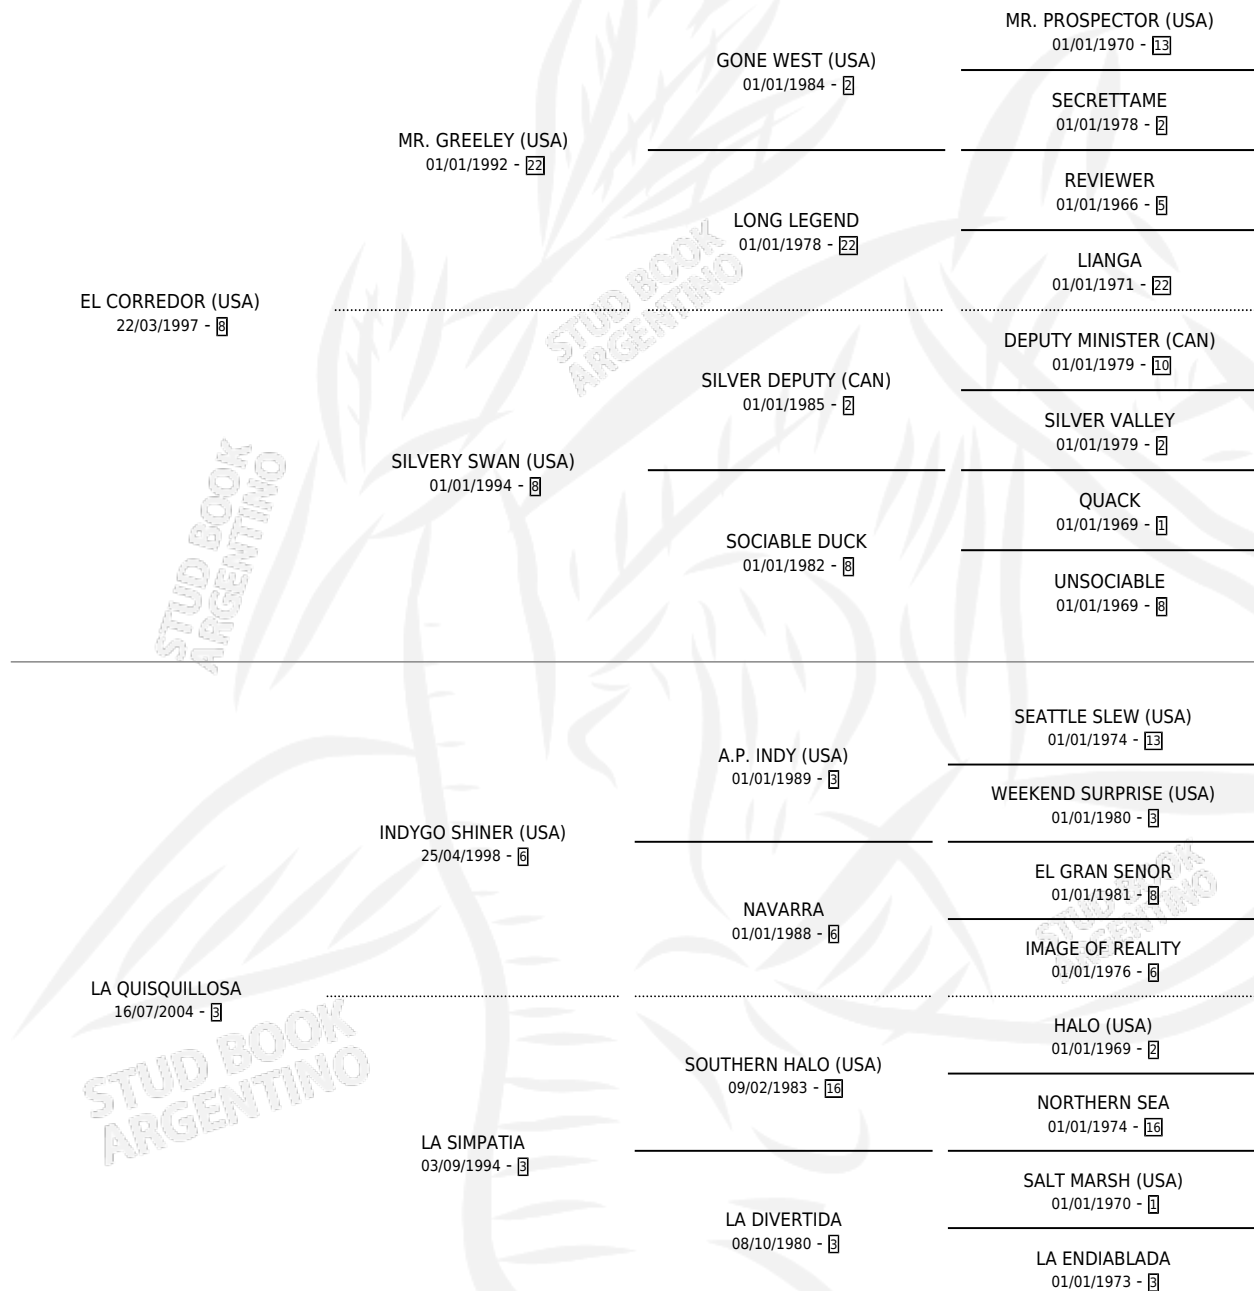 MR. PROSPECTOR (USA)
01/01/1970 - 13
GONE WEST (USA)
01/01/1984 - 2
SECRETTAME
01/01/1978 - 2
MR. GREELEY (USA)
01/01/1992 - 22
REVIEWER
01/01/1966 - 5
LONG LEGEND
01/01/1978 - 22
LIANGA
01/01/1971 - 22
EL CORREDOR (USA)
22/03/1997 - 8
STUD BOOK
ARGENTINO
DEPUTY MINISTER (CAN)
01/01/1979 - 10
SILVER DEPUTY (CAN)
01/01/1985 - 2
SILVER VALLEY
01/01/1979 - 2
SILVERY SWAN (USA)
01/01/1994 - 8
QUACK
01/01/1969 - 1
SOCIABLE DUCK
01/01/1982 - 8
UNSOCIABLE
01/01/1969 - 8
STUD BOOK
ARGENTINO
SEATTLE SLEW (USA)
01/01/1974 - 13
A.P. INDY (USA)
01/01/1989 - 3
WEEKEND SURPRISE (USA)
01/01/1980 - 3
INDYGO SHINER (USA)
25/04/1998 - 6
EL GRAN SENOR
01/01/1981 - 8
NAVARRA
01/01/1988 - 6
STUD BOOK
ARGENTINO
IMAGE OF REALITY
01/01/1976 - 6
LA QUISQUILLOSA
16/07/2004 - 3
STUD BOOK
ARGENTINO
HALO (USA)
01/01/1969 - 2
SOUTHERN HALO (USA)
09/02/1983 - 16
NORTHERN SEA
01/01/1974 - 16
LA SIMPATIA
03/09/1994 - 3
SALT MARSH (USA)
01/01/1970 - 1
LA DIVERTIDA
08/10/1980 - 3
LA ENDIABLADA
01/01/1973 - 3